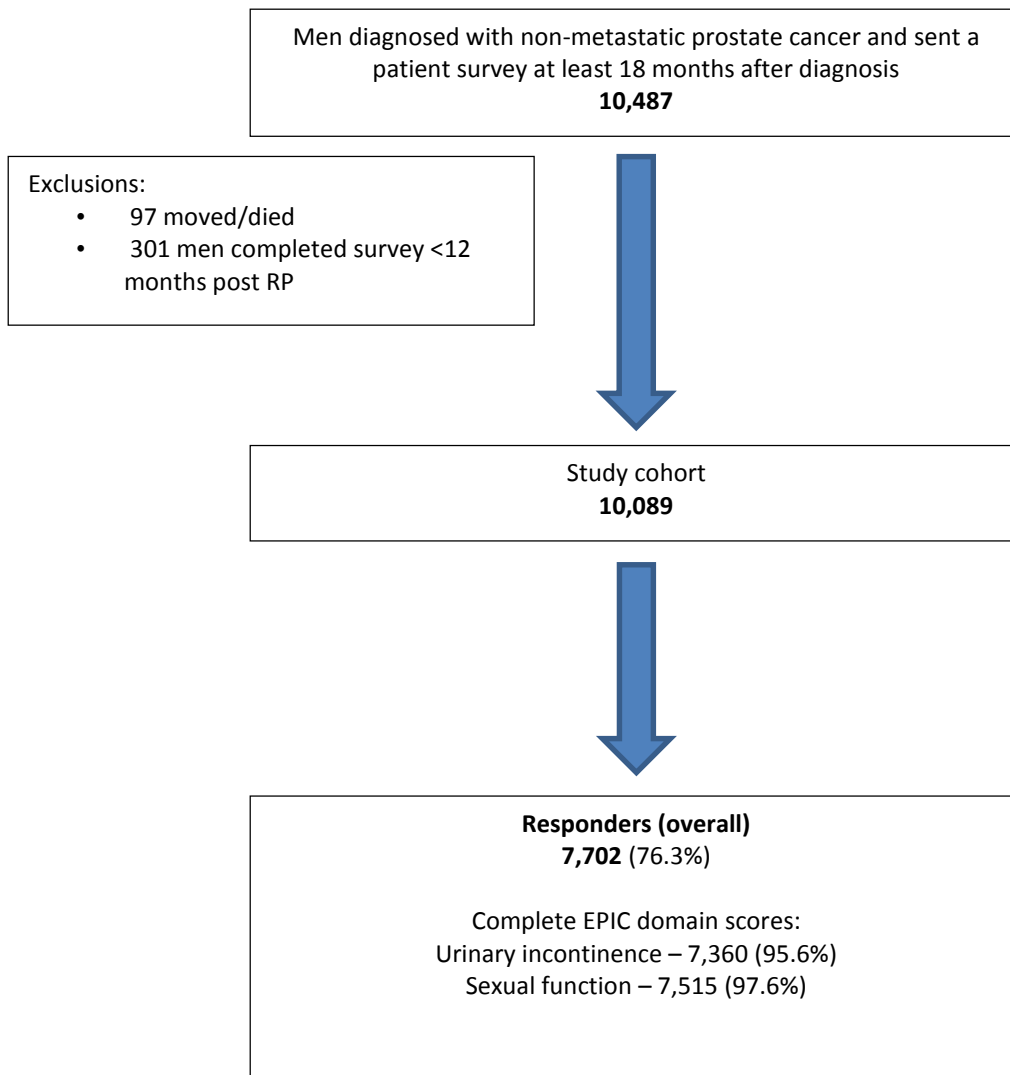 Men diagnosed with non-metastatic prostate cancer and sent a
patient survey at least 18 months after diagnosis
10,487
Exclusions:
• 97 moved/died
• 301 men completed survey <12
months post RP
Study cohort
10,089
Responders (overall)
7,702 (76.3%)
Complete EPIC domain scores:
Urinary incontinence – 7,360 (95.6%)
Sexual function – 7,515 (97.6%)